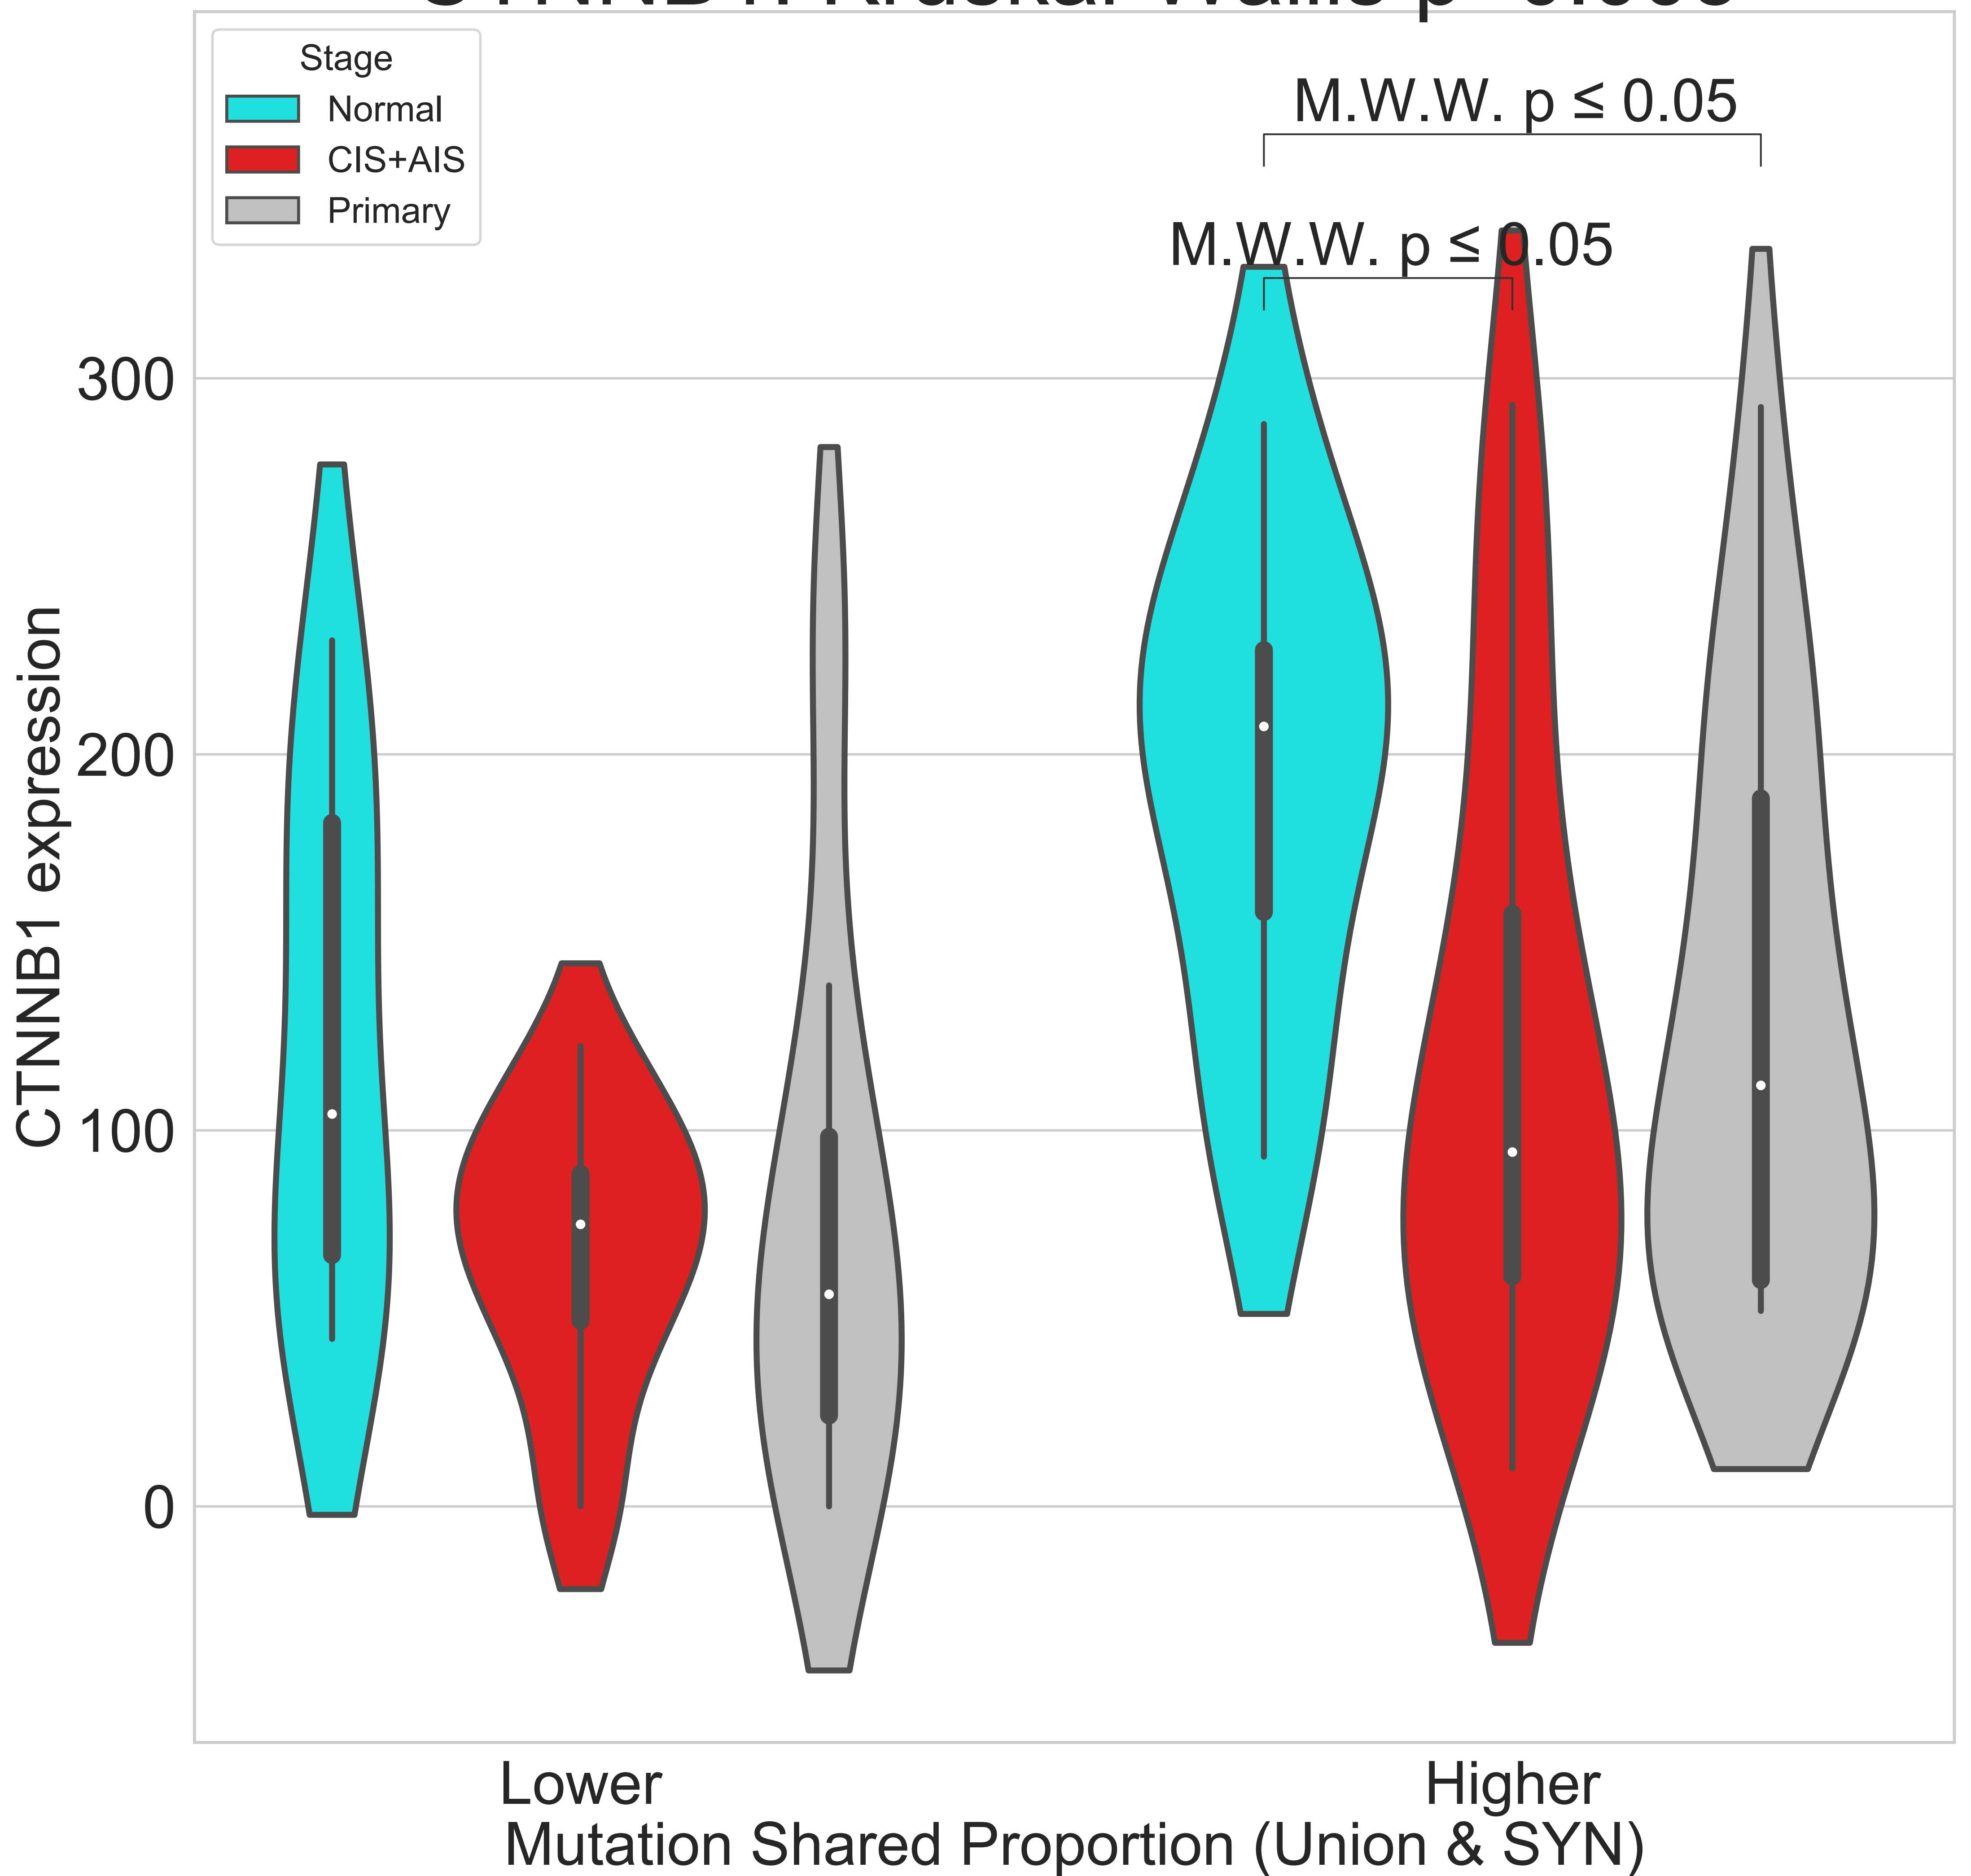 Stage
Normal
CIS+AIS
Primary
M.W.W. p ≤ 0.05
M.W.W. p ≤ 0.05
300
200
100
0
CTNNB1 expression
Lower
Higher
Mutation Shared Proportion (Union & SYN)